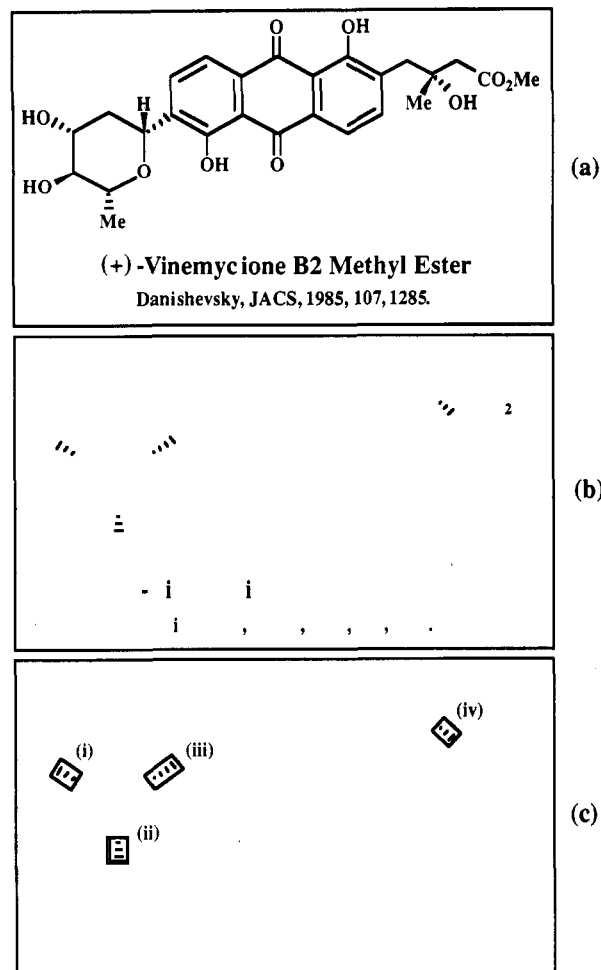 O
OH
CO2Me
Me
OH
H
HO
HO
O
OH
O
Me
(a)
(+)-Vinemycione B2 Methyl Ester
Danishevsky, JACS, 1985, 107, 1285.
2
(b)
- i i
i , , , , .
(iv)
(i)
(iii)
(c)
(ii)